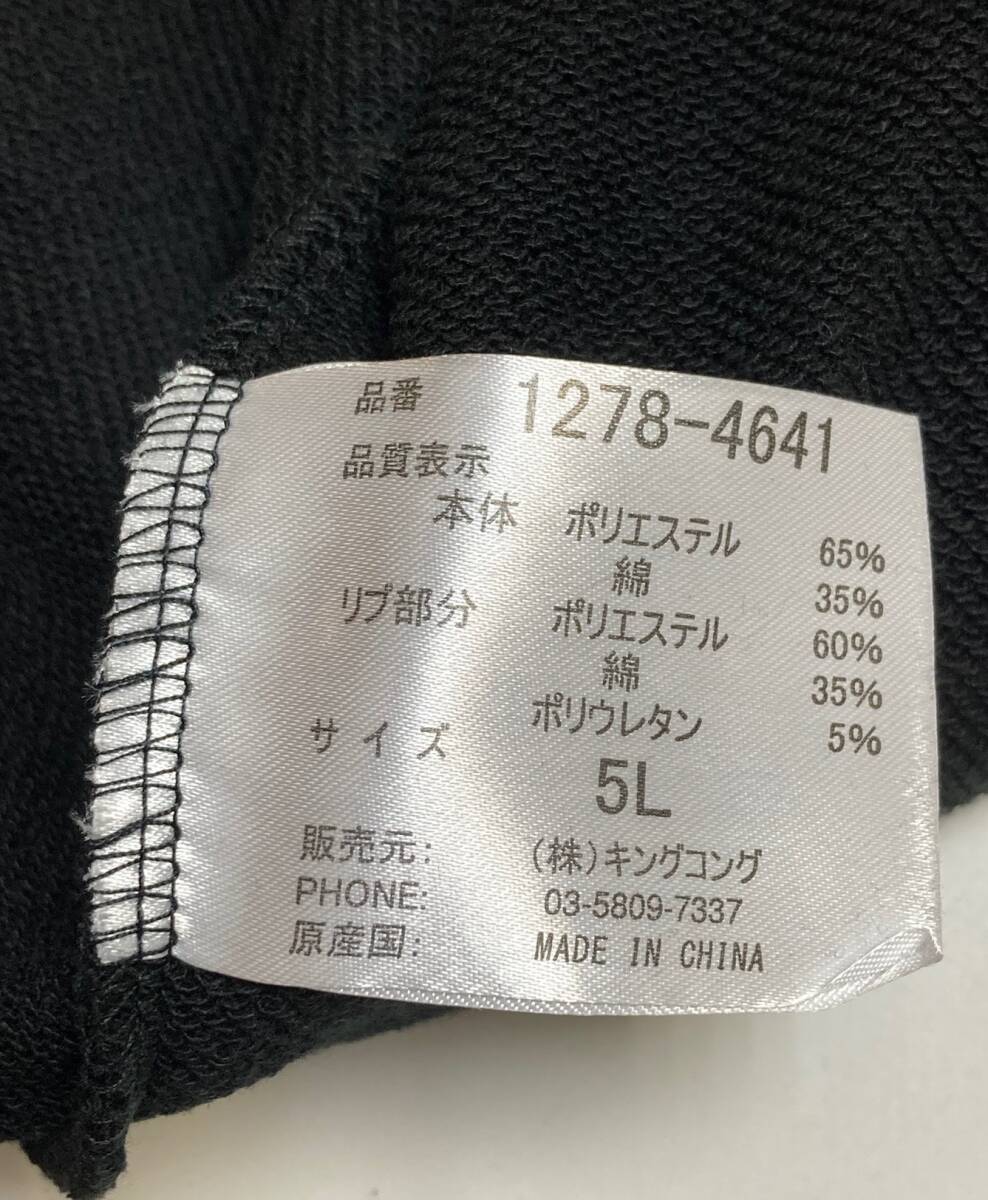 品番 1278-4641
品質表示
本体 ポリエステル 65%
綿 35%
リブ部分 ポリエステル 60%
綿 35%
ポリウレタン 5%
サイズ 5L
販売元: (株)キングコング
PHONE: 03-5809-7337
原産国: MADE IN CHINA